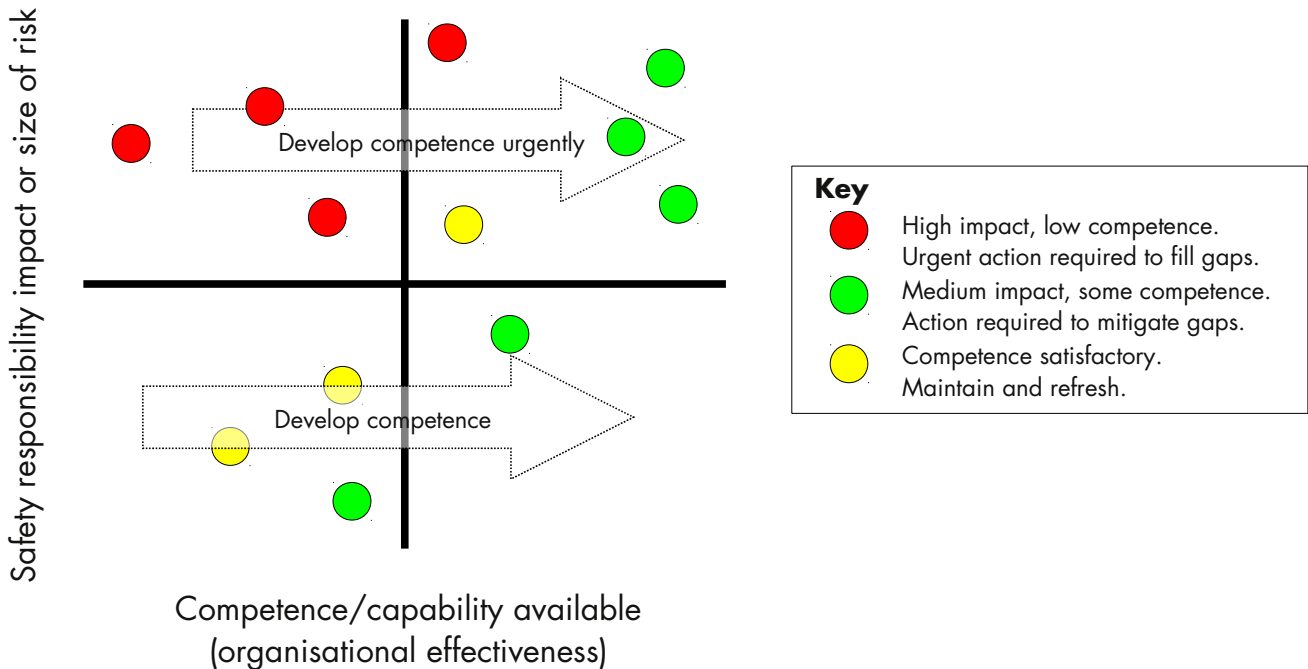 Safety responsibility impact or size of risk
Develop competence urgently
Develop competence
Competence/capability available
(organisational effectiveness)
Key
High impact, low competence.
Urgent action required to fill gaps.
Medium impact, some competence.
Action required to mitigate gaps.
Competence satisfactory.
Maintain and refresh.